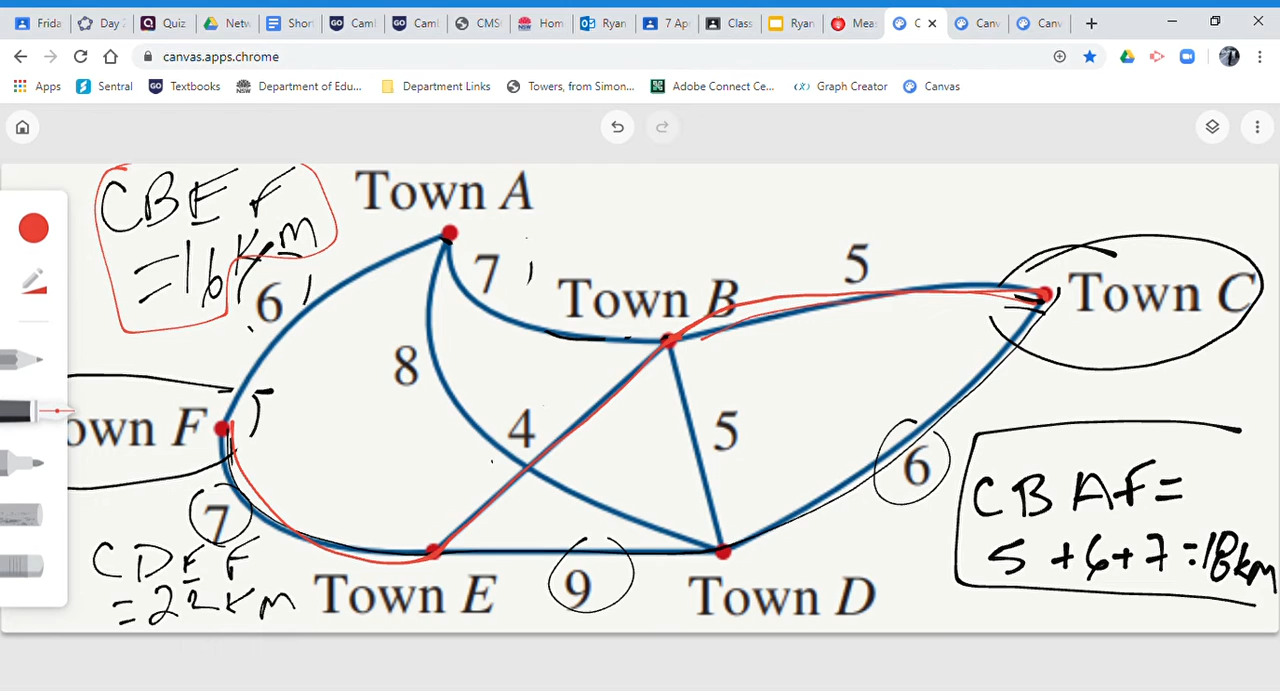 Frida
Day
Quiz
Netw
Shor
Caml
Caml
CMS
Hom
Ryan
7 Ap
Class
Ryan
Meas
C
Canv
Canv
canvas.apps.chrome
Apps
Sentral
Textbooks
Department of Edu...
Department Links
Towers, from Simon...
Adobe Connect Ce...
Graph Creator
Canvas
CBEF
=16Km
Town A
6
7
Town B
5
Town C
8
own F
4
5
6
7
CDEF
=22Km
Town E
9
Town D
CBAF=
5+6+7=18km